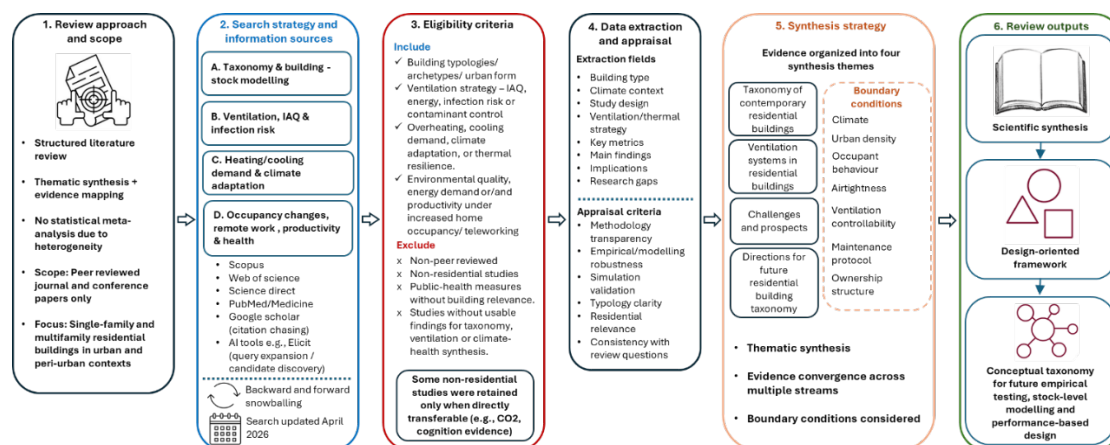 1. Review approach
and scope
• Structured literature
review
• Thematic synthesis +
evidence mapping
• No statistical meta-
analysis due to
heterogeneity
• Scope: Peer reviewed
journal and conference
papers only
• Focus: Single-family and
multifamily residential
buildings in urban and
peri-urban contexts
2. Search strategy and
information sources
A. Taxonomy & building -
stock modelling
B. Ventilation, IAQ &
infection risk
C. Heating/cooling
demand & climate
adaptation
D. Occupancy changes,
remote work , productivity
& health
• Scopus
• Web of science
• Science direct
• PubMed/Medicine
• Google scholar
(citation chasing)
• AI tools e.g., Elicit
(query expansion /
candidate discovery)
Backward and forward
snowballing
Search updated April
2026
3. Eligibility criteria
Include
✓ Building typologies/
archetypes/ urban form
✓ Ventilation strategy – IAQ,
energy, infection risk or
contaminant control
✓ Overheating, cooling
demand, climate
adaptation, or thermal
resilience.
✓ Environmental quality,
energy demand or/and
productivity under
increased home
occupancy/ teleworking
Exclude
x Non-peer reviewed
x Non-residential studies
x Public-health measures
without building relevance.
x Studies without usable
findings for taxonomy,
ventilation or climate-
health synthesis.
Some non-residential
studies were retained
only when directly
transferable (e.g., CO2,
cognition evidence)
4. Data extraction
and appraisal
Extraction fields
• Building type
• Climate context
• Study design
• Ventilation/thermal
strategy
• Key metrics
• Main findings
• Implications
• Research gaps
Appraisal criteria
• Methodology
transparency
• Empirical/modelling
robustness
• Simulation
validation
• Typology clarity
• Residential
relevance
• Consistency with
review questions
5. Synthesis strategy
Evidence organized into four
synthesis themes
Taxonomy of
contemporary
residential buildings
Ventilation systems in
residential buildings
Challenges
and prospects
Directions for
future residential
building taxonomy
Boundary
conditions
Climate
Urban density
Occupant
behaviour
Airtightness
Ventilation
controllability
Maintenance
protocol
Ownership
structure
• Thematic synthesis
• Evidence convergence across
multiple streams
• Boundary conditions considered
6. Review outputs
Scientific synthesis
Design-oriented
framework
Conceptual taxonomy
for future empirical
testing, stock-level
modelling and
performance-based
design